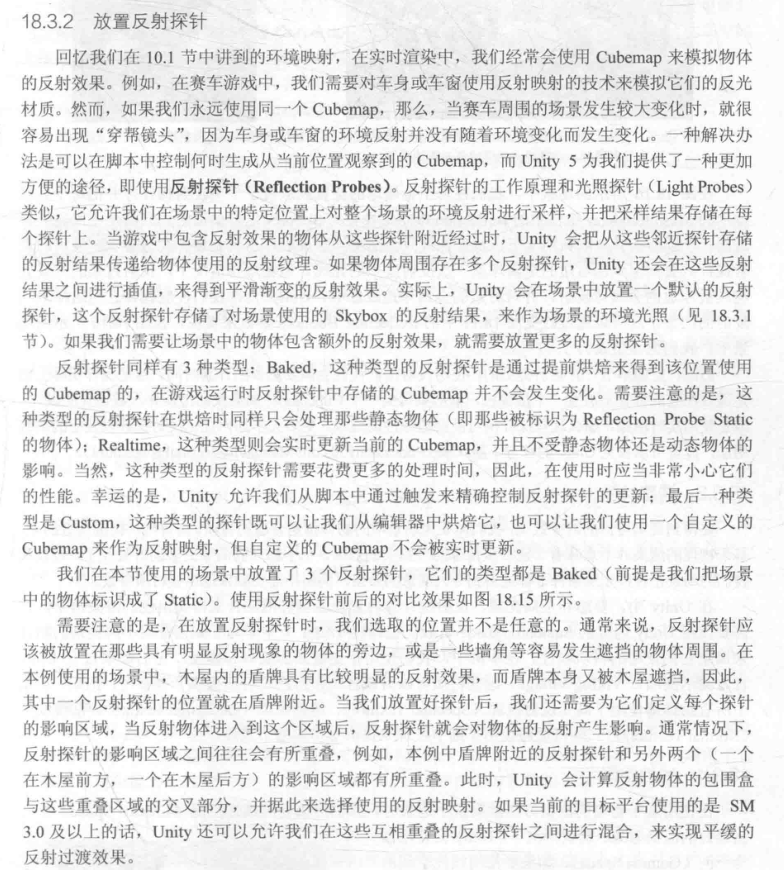 18.3.2 放置反射探针
回忆我们在 10.1 节中讲到的环境映射，在实时渲染中，我们经常会使用 Cubemap 来模拟物体
的反射效果。例如，在赛车游戏中，我们需要对车身或车窗使用反射映射的技术来模拟它们的反光
材质。然而，如果我们永远使用同一个 Cubemap，那么，当赛车周围的场景发生较大变化时，就很
容易出现“穿帮镜头”，因为车身或车窗的环境反射并没有随着环境变化而发生变化。一种解决办
法是可以在脚本中控制何时生成从当前位置观察到的 Cubemap，而 Unity 5 为我们提供了一种更加
方便的途径，即使用反射探针（Reflection Probes）。反射探针的工作原理和光照探针（Light Probes）
类似，它允许我们在场景中的特定位置上对整个场景的环境反射进行采样，并把采样结果存储在每
个探针上。当游戏中包含反射效果的物体从这些探针附近经过时，Unity 会把从这些邻近探针存储
的反射结果传递给物体使用的反射纹理。如果物体周围存在多个反射探针，Unity 还会在这些反射
结果之间进行插值，来得到平滑渐变的反射效果。实际上，Unity 会在场景中放置一个默认的反射
探针，这个反射探针存储了对场景使用的 Skybox 的反射结果，来作为场景的环境光照（见 18.3.1
节）。如果我们需要让场景中的物体包含额外的反射效果，就需要放置更多的反射探针。
反射探针同样有 3 种类型：Baked，这种类型的反射探针是通过提前烘焙来得到该位置使用
的 Cubemap 的，在游戏运行时反射探针中存储的 Cubemap 并不会发生变化。需要注意的是，这
种类型的反射探针在烘焙时同样只会处理那些静态物体（即那些被标识为 Reflection Probe Static
的物体）；Realtime，这种类型则会实时更新当前的 Cubemap，并且不受静态物体还是动态物体的
影响。当然，这种类型的反射探针需要花费更多的处理时间，因此，在使用时应当非常小心它们
的性能。幸运的是，Unity 允许我们从脚本中通过触发来精确控制反射探针的更新；最后一种类
型是 Custom，这种类型的探针既可以让我们从编辑器中烘焙它，也可以让我们使用一个自定义的
Cubemap 来作为反射映射，但自定义的 Cubemap 不会被实时更新。
我们在本节使用的场景中放置了 3 个反射探针，它们的类型都是 Baked（前提是我们把场景
中的物体标识成了 Static）。使用反射探针前后的对比效果如图 18.15 所示。
需要注意的是，在放置反射探针时，我们选取的位置并不是任意的。通常来说，反射探针应
该被放置在那些具有明显反射现象的物体的旁边，或是一些墙角等容易发生遮挡的物体周围。在
本例使用的场景中，木屋内的盾牌具有比较明显的反射效果，而盾牌本身又被木屋遮挡，因此，
其中一个反射探针的位置就在盾牌附近。当我们放置好探针后，我们还需要为它们定义每个探针
的影响区域，当反射物体进入到这个区域后，反射探针就会对物体的反射产生影响。通常情况下，
反射探针的影响区域之间往往会有所重叠，例如，本例中盾牌附近的反射探针和另外两个（一个
在木屋前方，一个在木屋后方）的影响区域都有所重叠。此时，Unity 会计算反射物体的包围盒
与这些重叠区域的交叉部分，并据此来选择使用的反射映射。如果当前的目标平台使用的是 SM
3.0 及以上的话，Unity 还可以允许我们在这些互相重叠的反射探针之间进行混合，来实现平缓的
反射过渡效果。